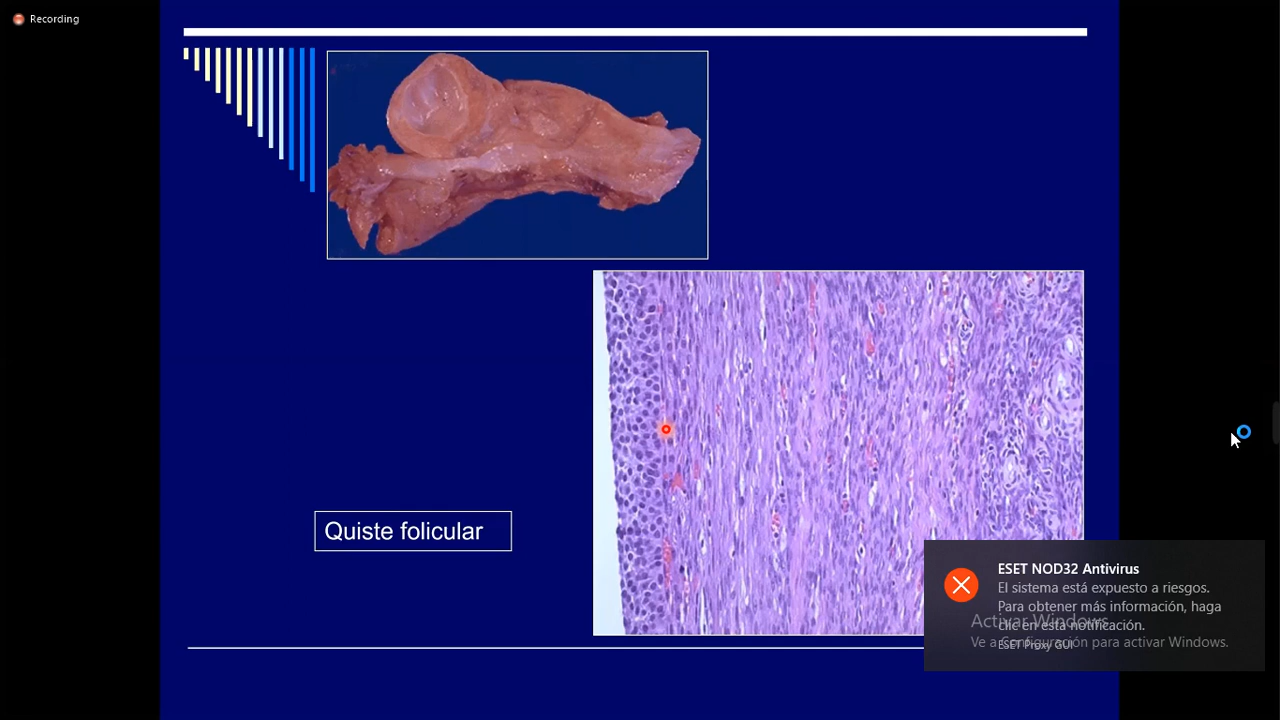 Recording
Quiste folicular
ESET NOD32 Antivirus
El sistema está expuesto a riesgos.
Para obtener más información, haga
clic en esta notificación.
ESET Proxy GUI
Activar Windows
Ve a Configuración para activar Windows.